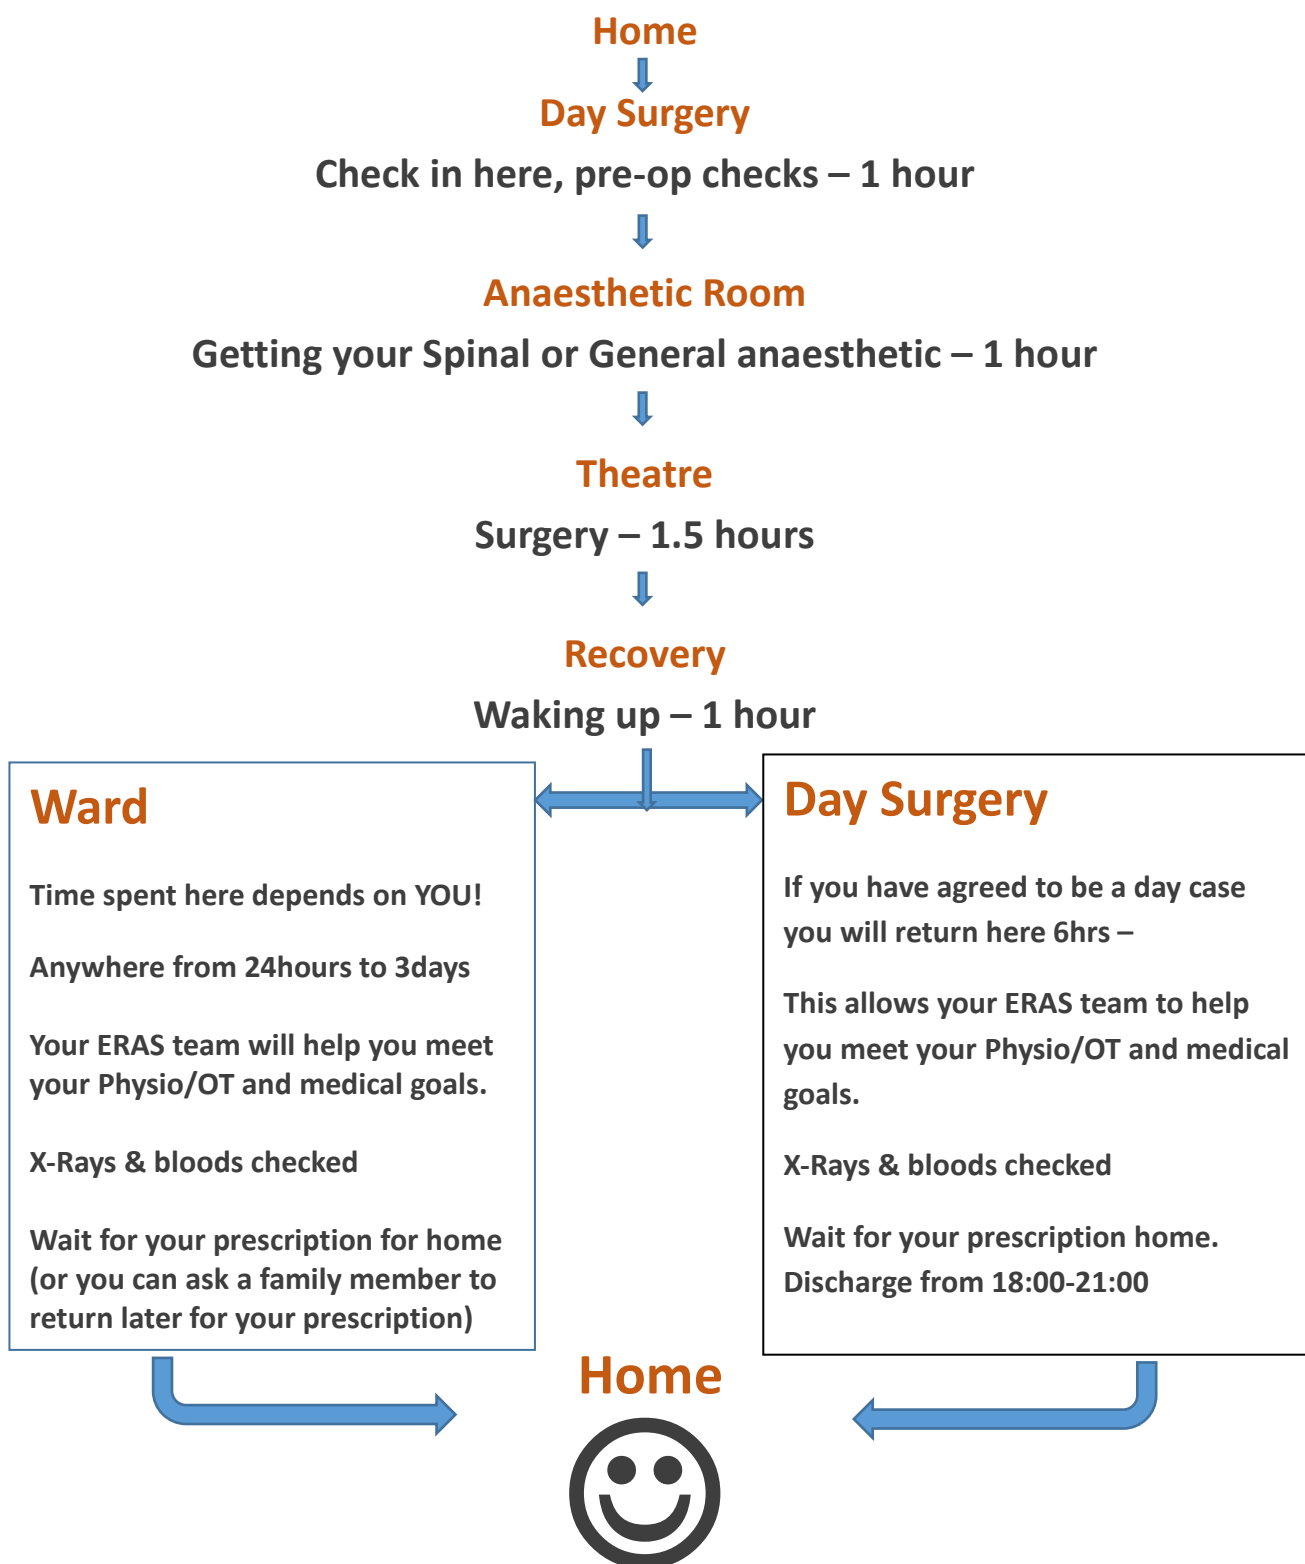 Home
Day Surgery
Check in here, pre-op checks – 1 hour
Anaesthetic Room
Getting your Spinal or General anaesthetic – 1 hour
Theatre
Surgery – 1.5 hours
Recovery
Waking up – 1 hour
Ward
Time spent here depends on YOU!
Anywhere from 24hours to 3days
Your ERAS team will help you meet
your Physio/OT and medical goals.
X-Rays & bloods checked
Wait for your prescription for home
(or you can ask a family member to
return later for your prescription)
Day Surgery
If you have agreed to be a day case
you will return here 6hrs –
This allows your ERAS team to help
you meet your Physio/OT and medical
goals.
X-Rays & bloods checked
Wait for your prescription home.
Discharge from 18:00-21:00
Home